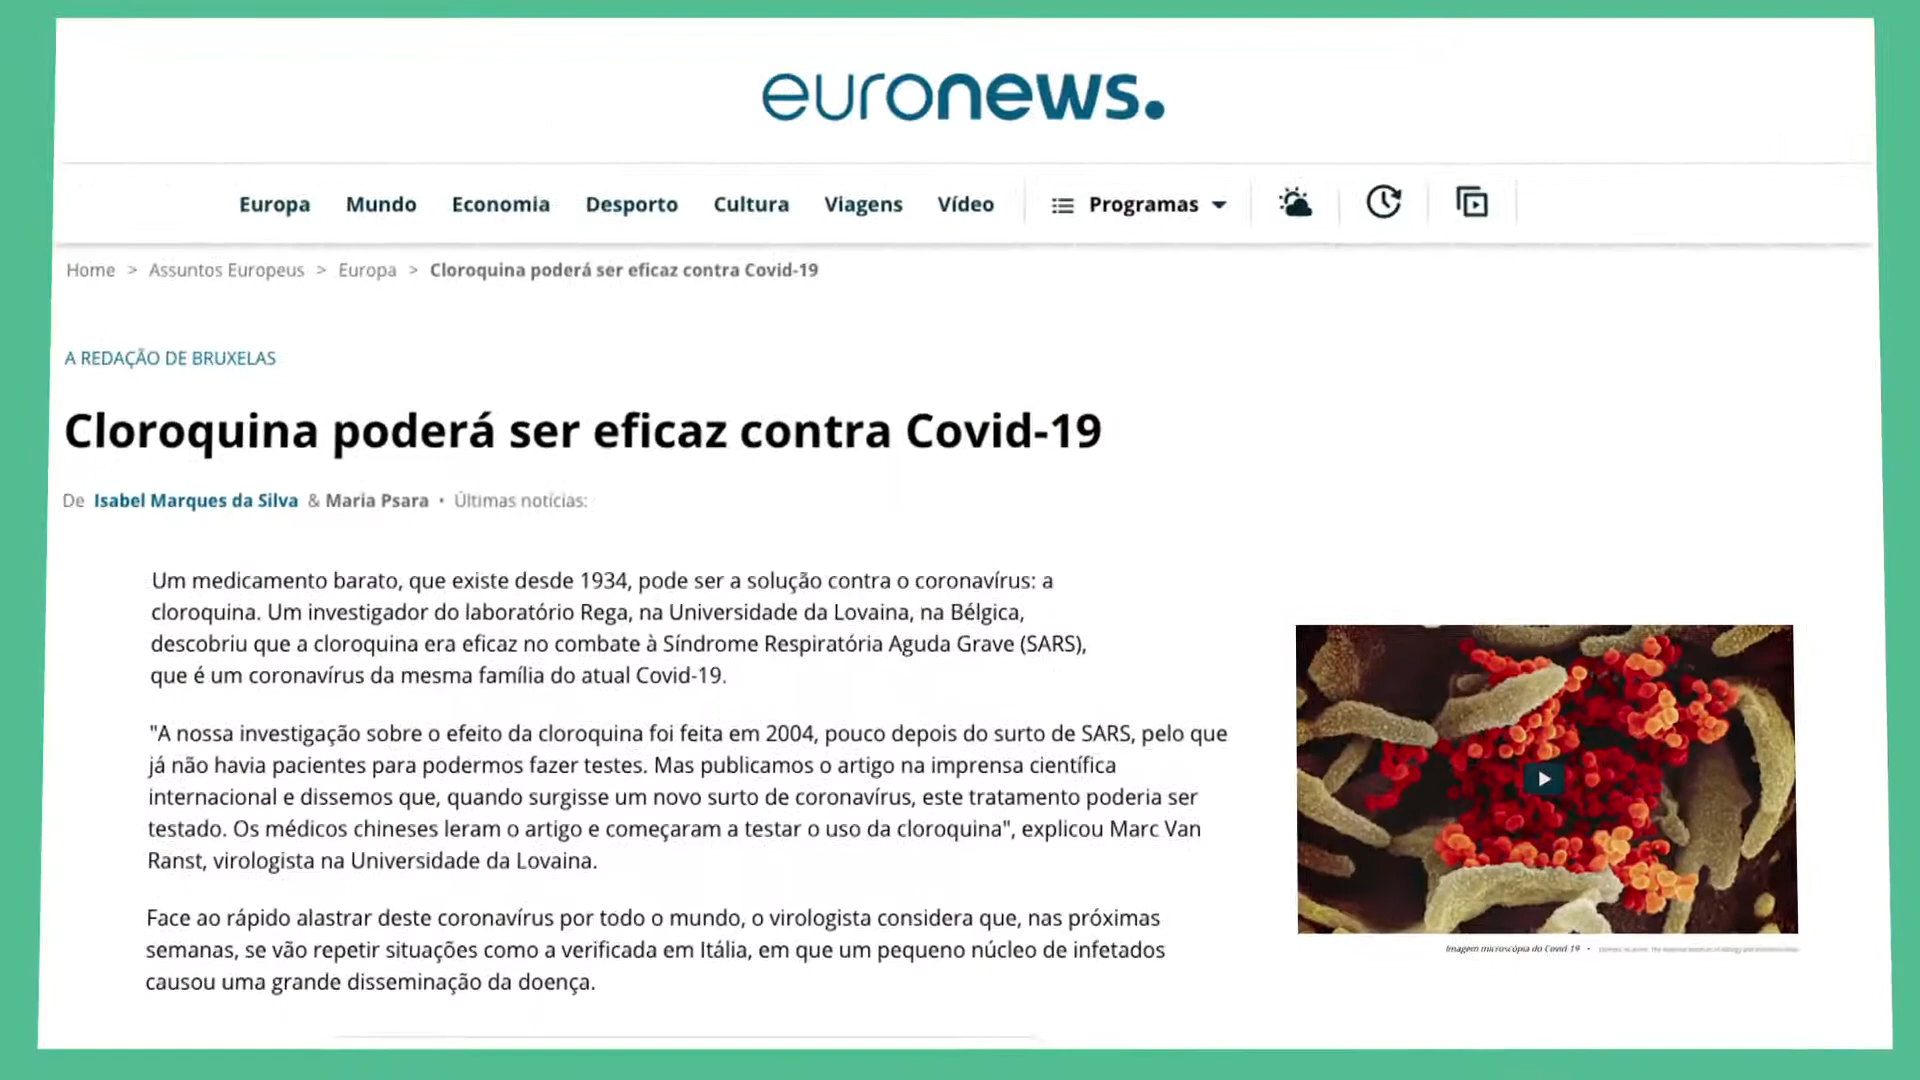 euronews.
Europa Mundo Economia Desporto Cultura Viagens Vídeo Programas
Home > Assuntos Europeus > Europa > Cloroquina poderá ser eficaz contra Covid-19
A REDAÇÃO DE BRUXELAS
Cloroquina poderá ser eficaz contra Covid-19
De Isabel Marques da Silva & Maria Psara • Últimas notícias:
Um medicamento barato, que existe desde 1934, pode ser a solução contra o coronavírus: a
cloroquina. Um investigador do laboratório Rega, na Universidade da Lovaina, na Bélgica,
descobriu que a cloroquina era eficaz no combate à Síndrome Respiratória Aguda Grave (SARS),
que é um coronavírus da mesma família do atual Covid-19.
"A nossa investigação sobre o efeito da cloroquina foi feita em 2004, pouco depois do surto de SARS, pelo que
já não havia pacientes para podermos fazer testes. Mas publicamos o artigo na imprensa científica
internacional e dissemos que, quando surgisse um novo surto de coronavírus, este tratamento poderia ser
testado. Os médicos chineses leram o artigo e começaram a testar o uso da cloroquina", explicou Marc Van
Ranst, virologista na Universidade da Lovaina.
Face ao rápido alastrar deste coronavírus por todo o mundo, o virologista considera que, nas próximas
semanas, se vão repetir situações como a verificada em Itália, em que um pequeno núcleo de infetados
causou uma grande disseminação da doença.
Imagem microscópia do Covid-19 •